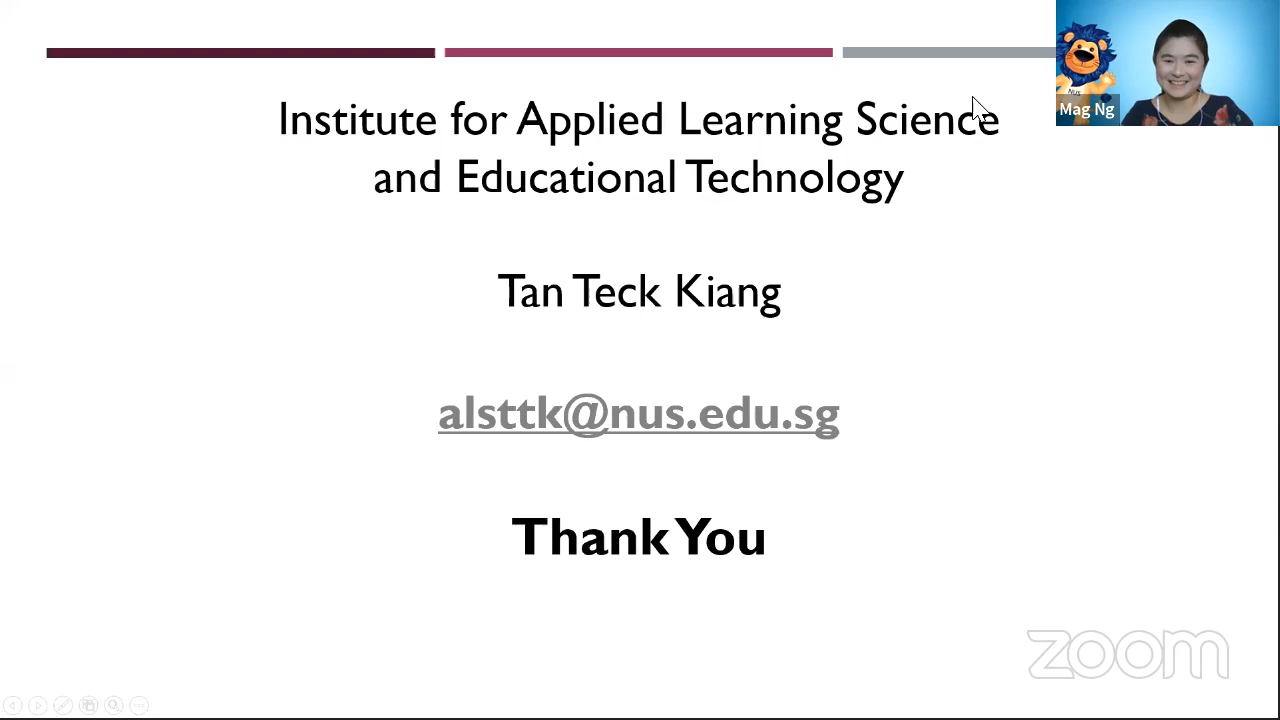 Institute for Applied Learning Science
and Educational Technology
Tan Teck Kiang
alsttk@nus.edu.sg
Thank You
NUS
Mag Ng
zoom